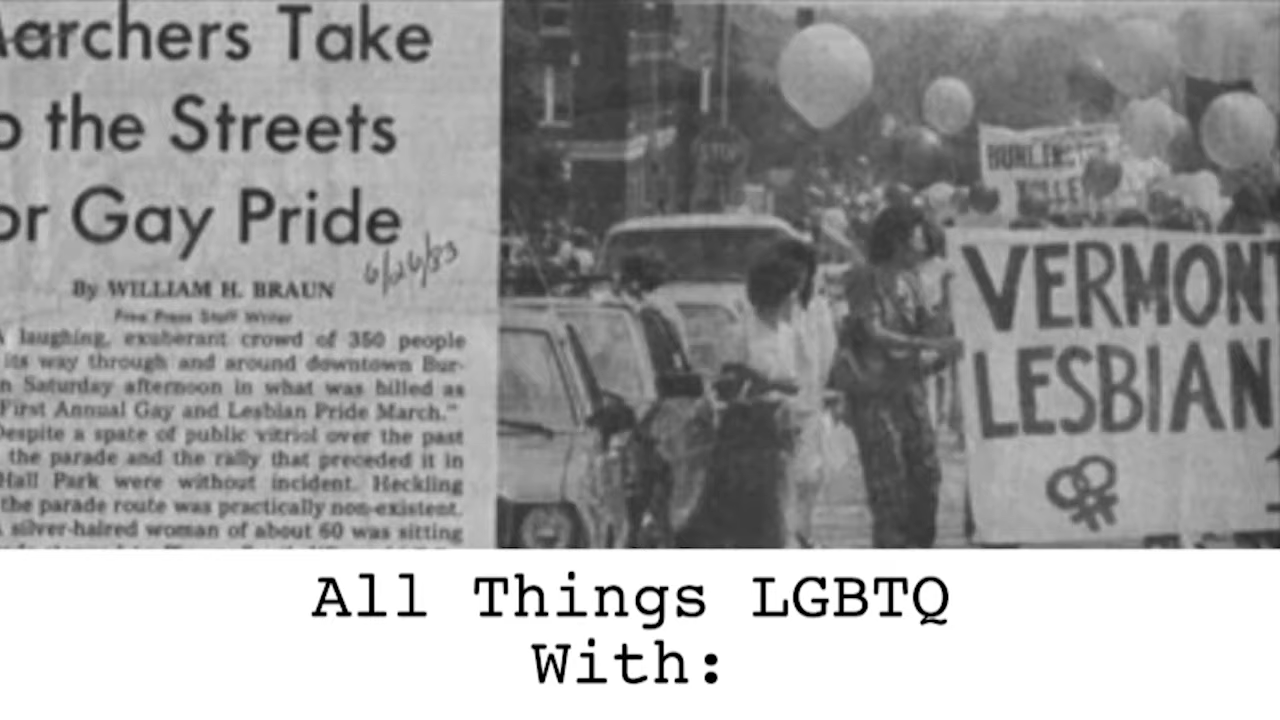 archers Take
o the Streets
or Gay Pride
6/26/83
By WILLIAM H. BRAUN
Free Press Staff Writer
A laughing, exuberant crowd of 350 people
its way through and around downtown Bur-
n Saturday afternoon in what was billed as
"First Annual Gay and Lesbian Pride March."
Despite a spate of public vitriol over the past
the parade and the rally that preceded it in
Hall Park were without incident. Heckling
the parade route was practically non-existent.
A silver-haired woman of about 60 was sitting
STOP
BURLINGTON
VERMONT
LESBIAN
All Things LGBTQ
With: